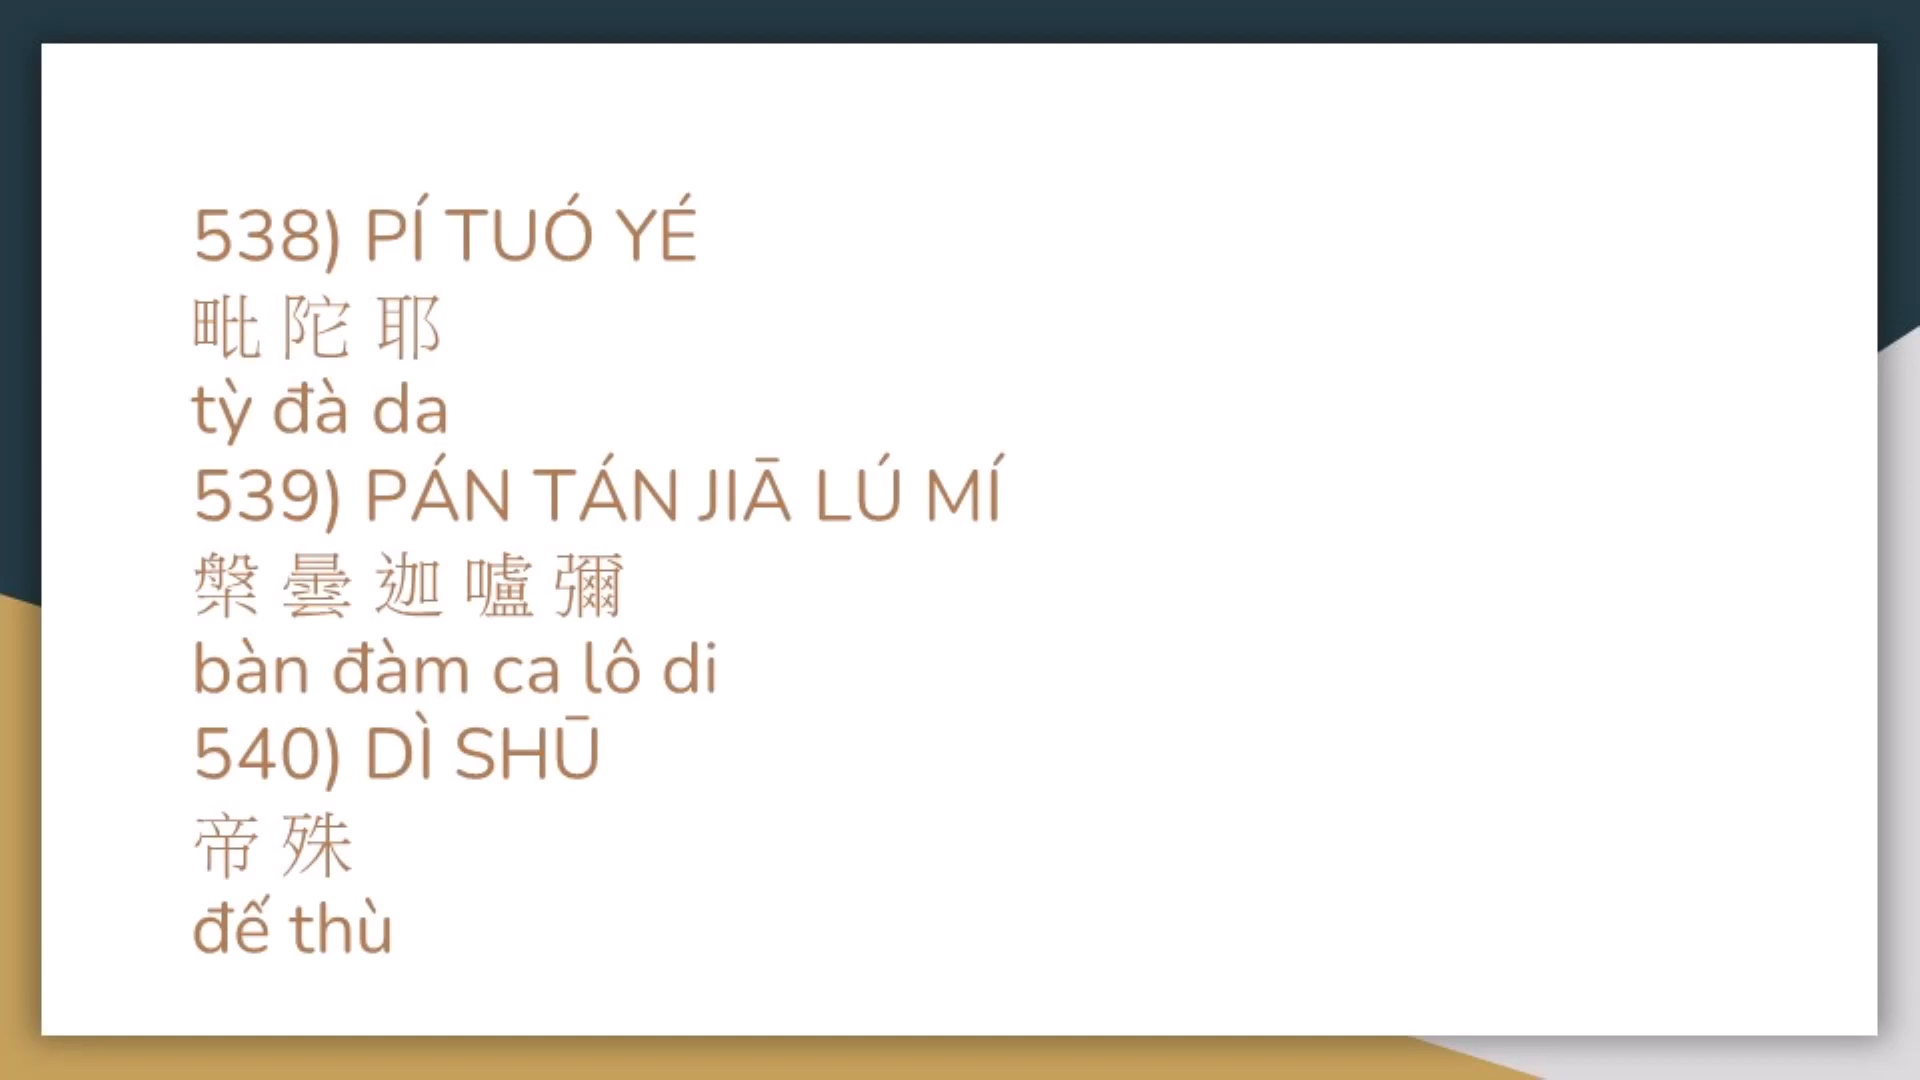 538) PÍ TUÓ YÉ
毗 陀 耶
tỳ đà da
539) PÁN TÁN JIĀ LÚ MÍ
槃 曇 迦 嚧 彌
bàn đàm ca lô di
540) DÌ SHŪ
帝 殊
đế thù